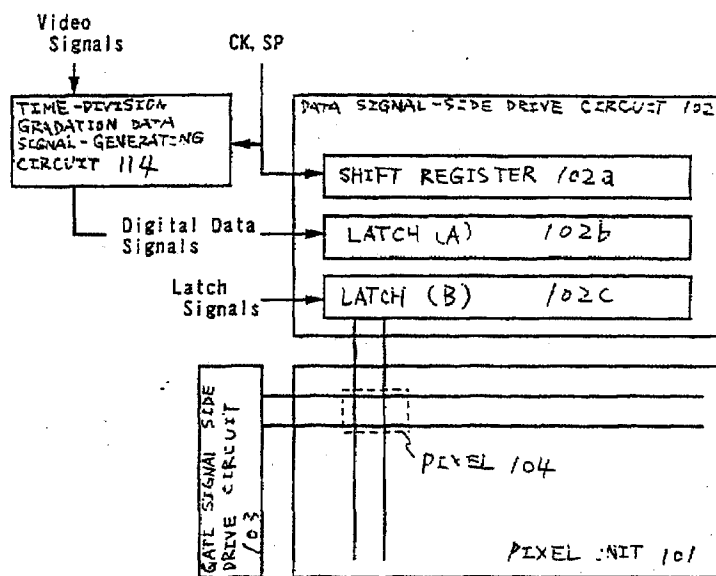 Video
Signals
CK, SP
TIME-DIVISION
GRADATION DATA
SIGNAL-GENERATING
CIRCUIT 114
DATA SIGNAL-SIDE DRIVE CIRCUIT 102
SHIFT REGISTER 102a
Digital Data
Signals
LATCH (A) 102b
Latch
Signals
LATCH (B) 102c
GATE SIGNAL SIDE
DRIVE CIRCUIT
103
PIXEL 104
PIXEL UNIT 101